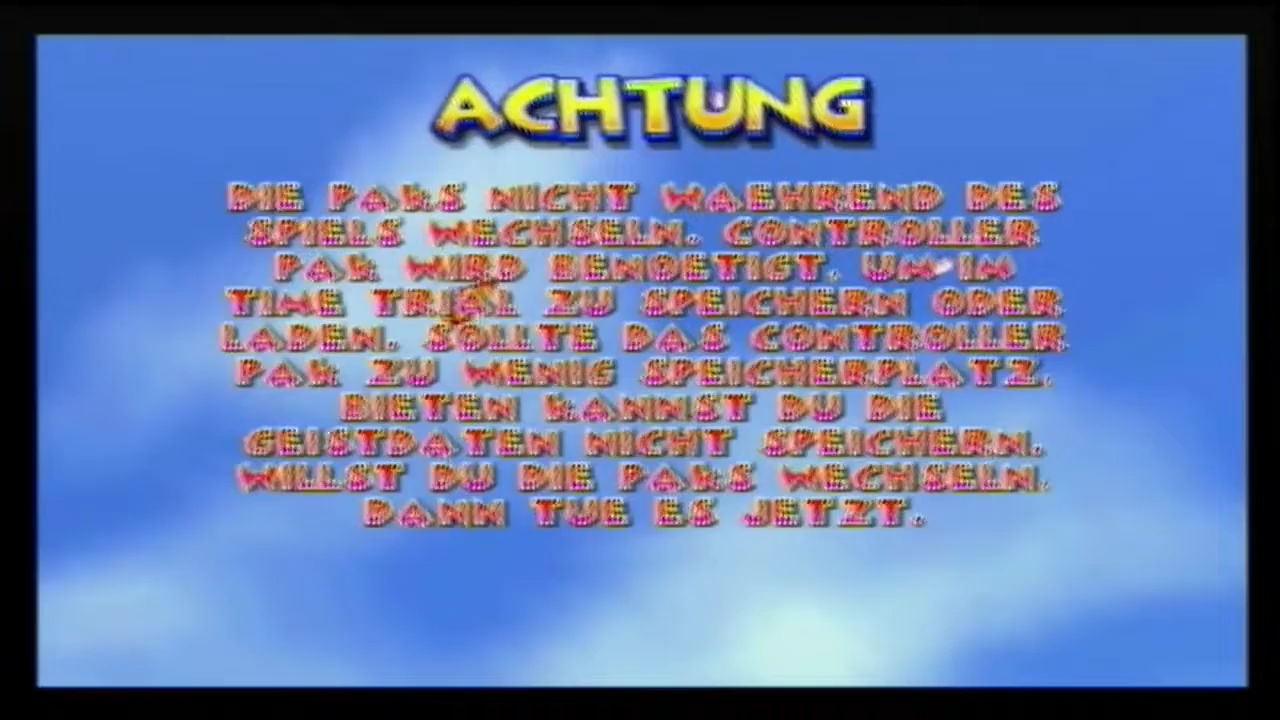 ACHTUNG
DIE PAKS NICHT WAEHREND DES
SPIELS WECHSELN. CONTROLLER
PAK WIRD BENOETIGT, UM IM
TIME TRIAL ZU SPEICHERN ODER
LADEN. SOLLTE DAS CONTROLLER
PAK ZU WENIG SPEICHERPLATZ,
BIETEN KANNST DU DIE
GEISTDATEN NICHT SPEICHERN.
WILLST DU DIE PAKS WECHSELN,
DANN TUE ES JETZT.